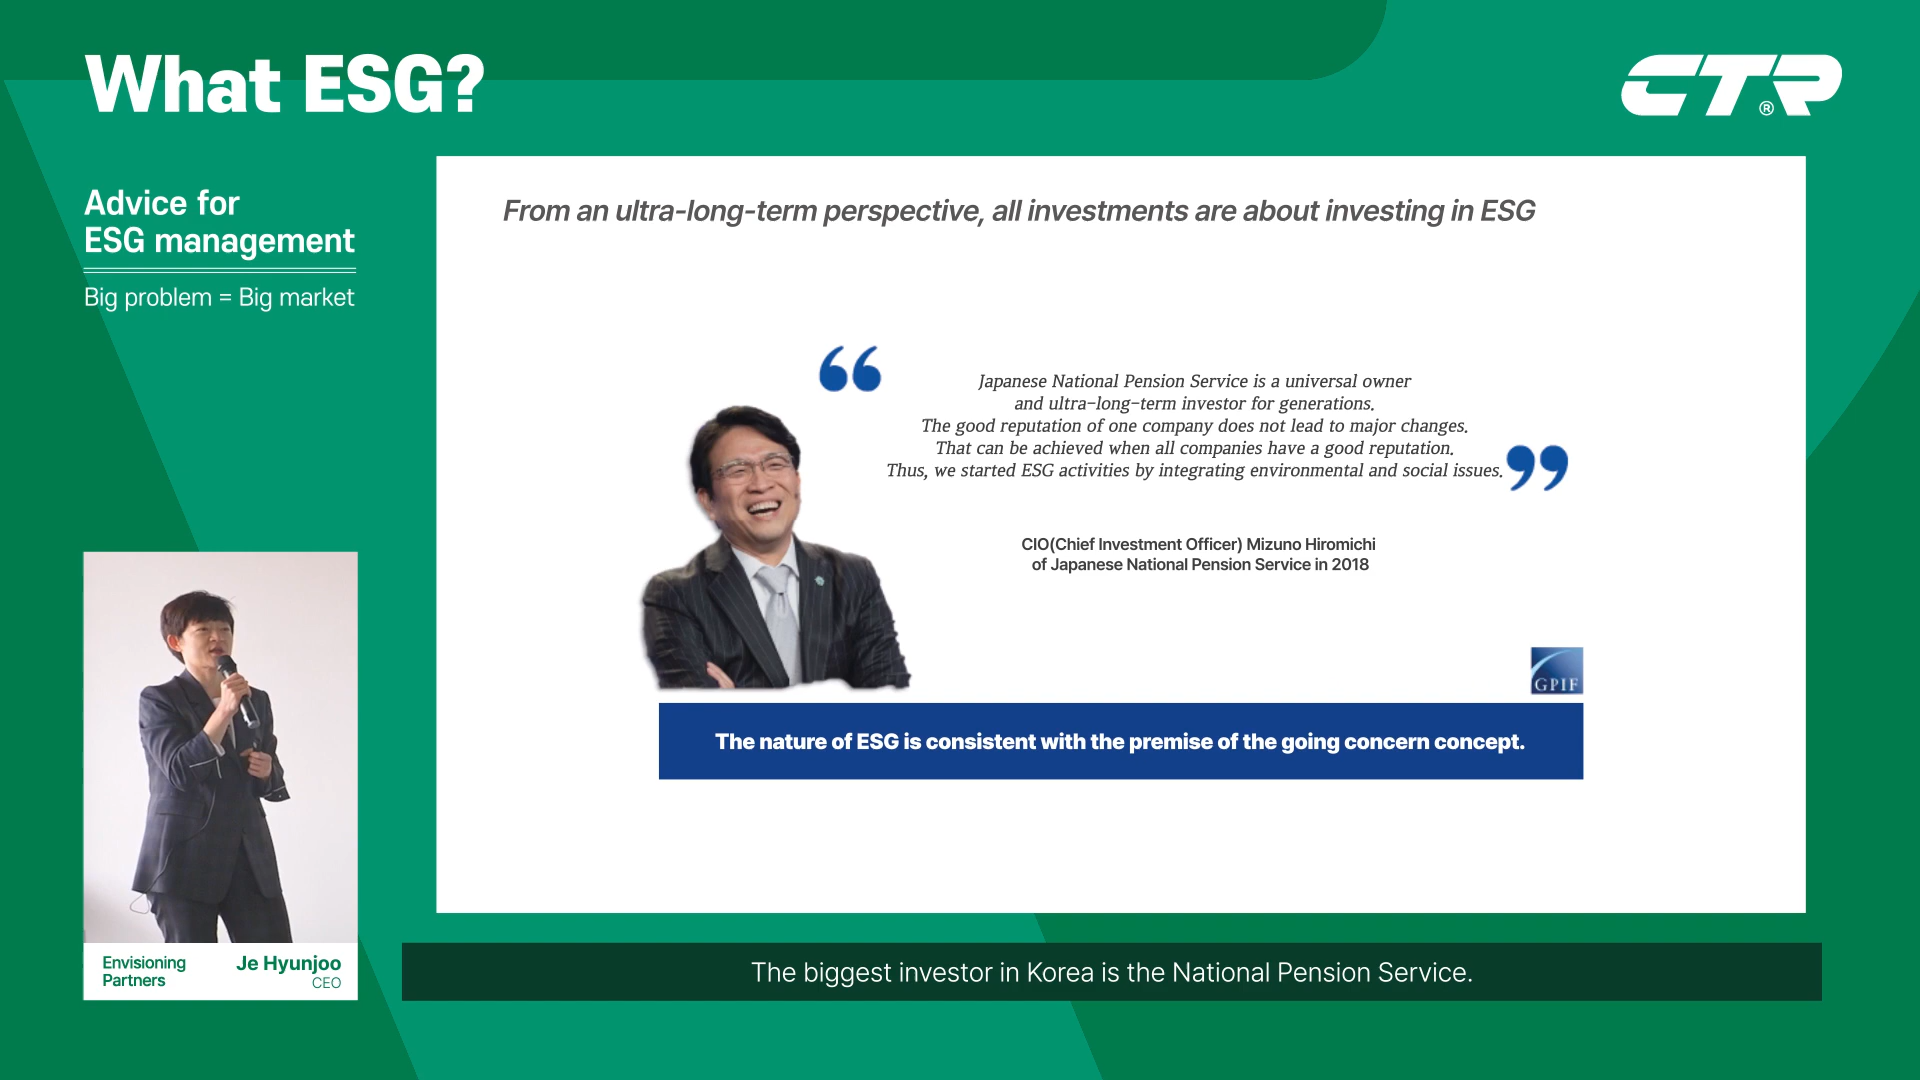 What ESG?
CTR®
Advice for
ESG management
Big problem = Big market
From an ultra-long-term perspective, all investments are about investing in ESG
“
Japanese National Pension Service is a universal owner
and ultra-long-term investor for generations.
The good reputation of one company does not lead to major changes.
That can be achieved when all companies have a good reputation.
Thus, we started ESG activities by integrating environmental and social issues.
”
CIO(Chief Investment Officer) Mizuno Hiromichi
of Japanese National Pension Service in 2018
GPIF
The nature of ESG is consistent with the premise of the going concern concept.
Envisioning
Partners
Je Hyunjoo
CEO
The biggest investor in Korea is the National Pension Service.